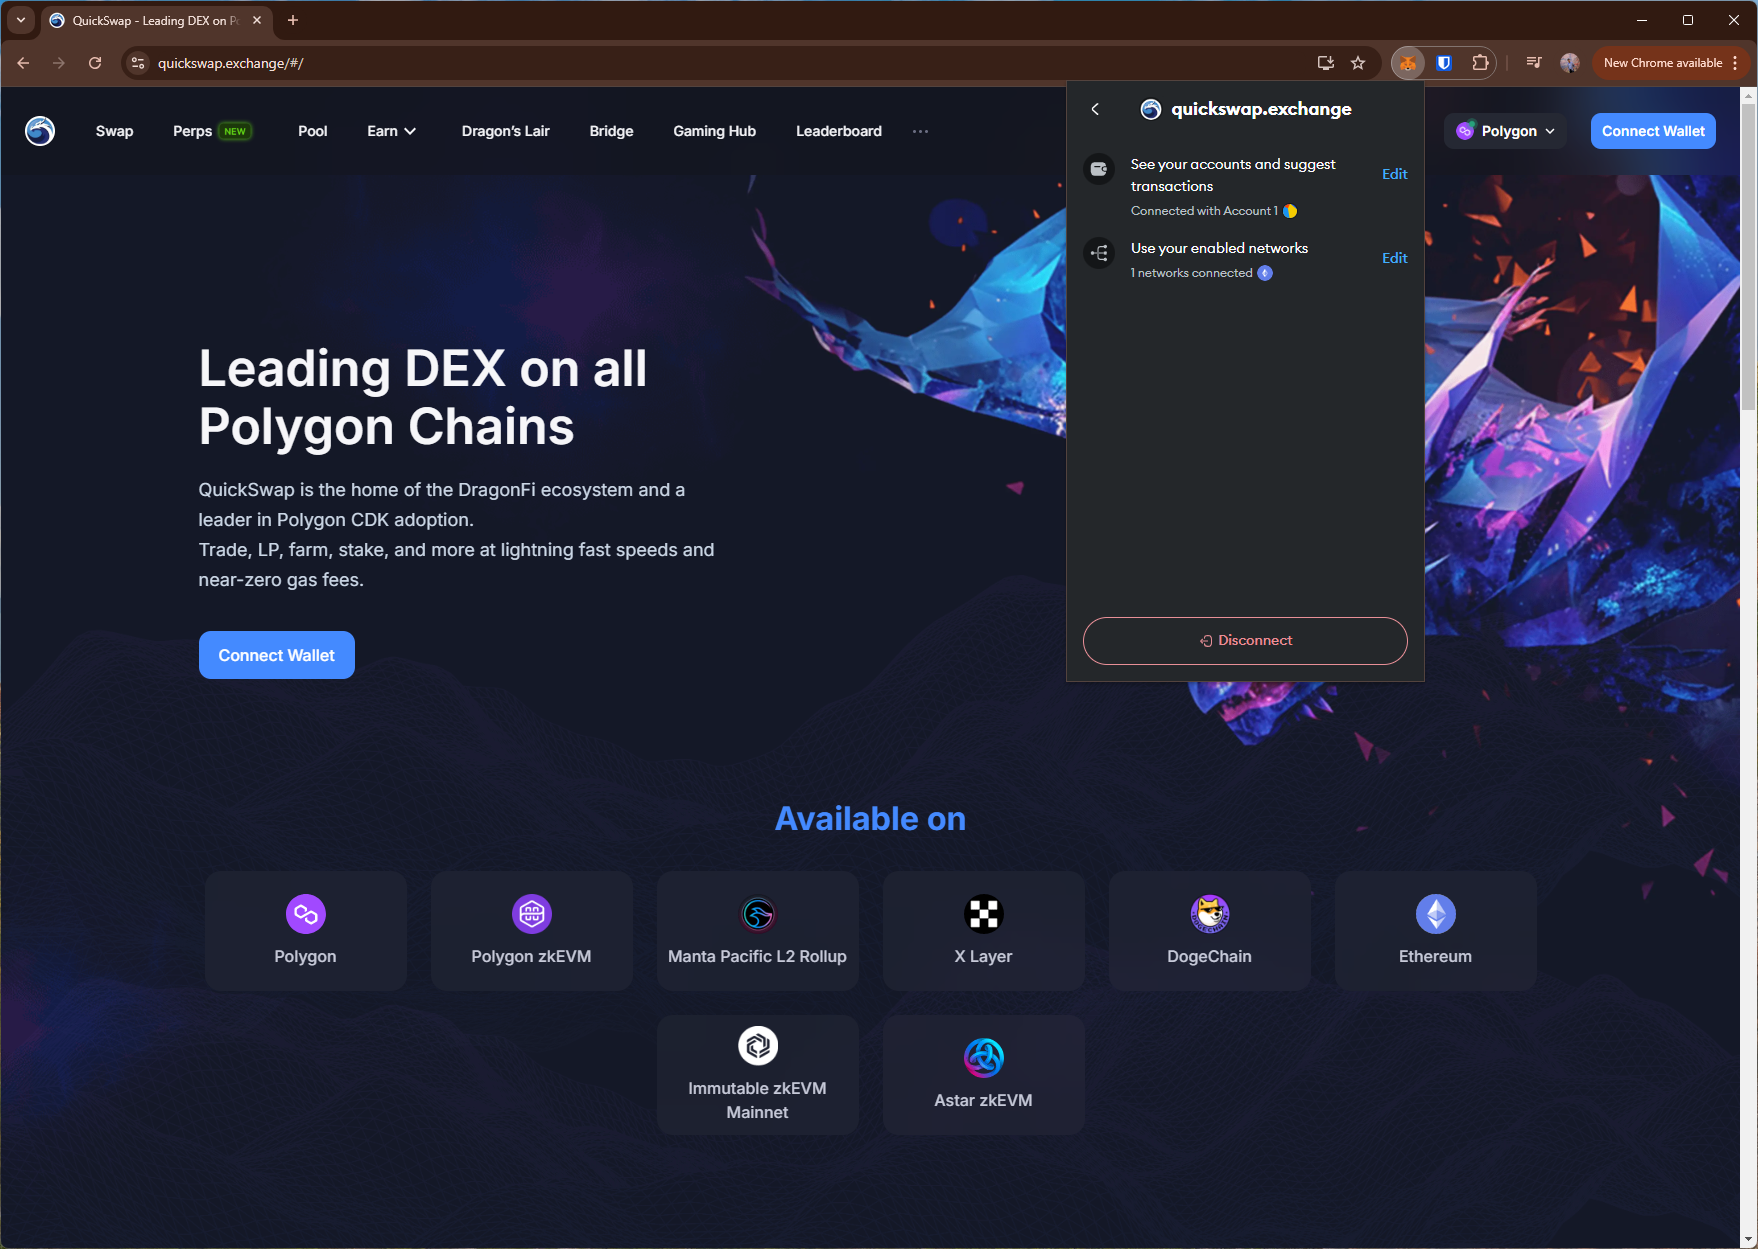 QuickSwap - Leading DEX on Po
quickswap.exchange/#/
New Chrome available
Swap
Perps NEW
Pool
Earn
Dragon's Lair
Bridge
Gaming Hub
Leaderboard
Polygon
Connect Wallet
quickswap.exchange
See your accounts and suggest
transactions
Edit
Connected with Account 1
Use your enabled networks
Edit
1 networks connected
Disconnect
Leading DEX on all
Polygon Chains
QuickSwap is the home of the DragonFi ecosystem and a
leader in Polygon CDK adoption.
Trade, LP, farm, stake, and more at lightning fast speeds and
near-zero gas fees.
Connect Wallet
Available on
Polygon
Polygon zkEVM
Manta Pacific L2 Rollup
X Layer
DogeChain
Ethereum
Immutable zkEVM
Mainnet
Astar zkEVM